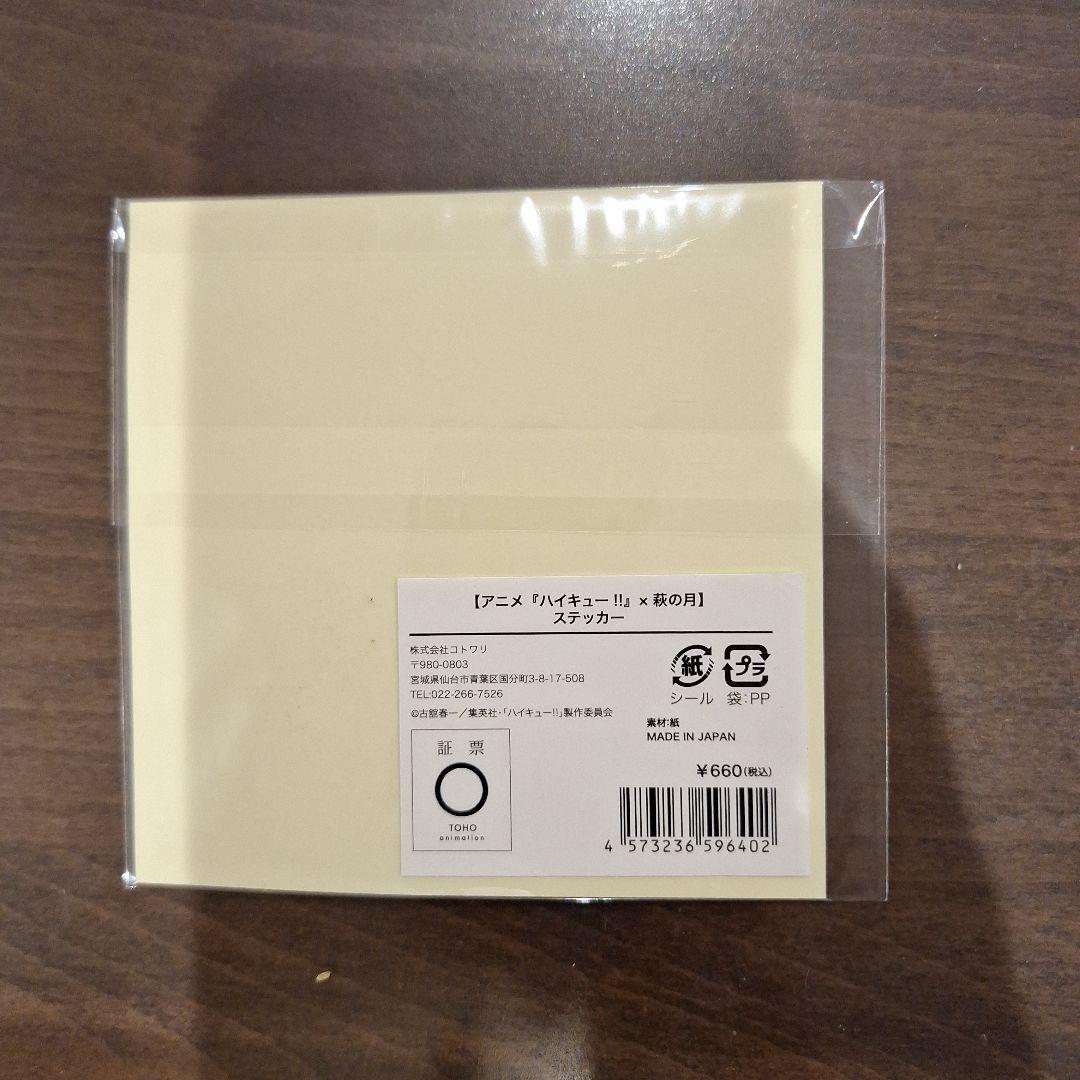 【アニメ『ハイキュー!!』× 萩の月】
ステッカー
株式会社コトワリ
〒980-0803
宮城県仙台市青葉区国分町3-8-17-508
TEL:022-266-7526
©古舘春一/集英社・「ハイキュー!!」製作委員会
紙
プラ
シール 袋:PP
素材:紙
MADE IN JAPAN
¥660(税込)
証票
TOHO
animation
4 573236 596402